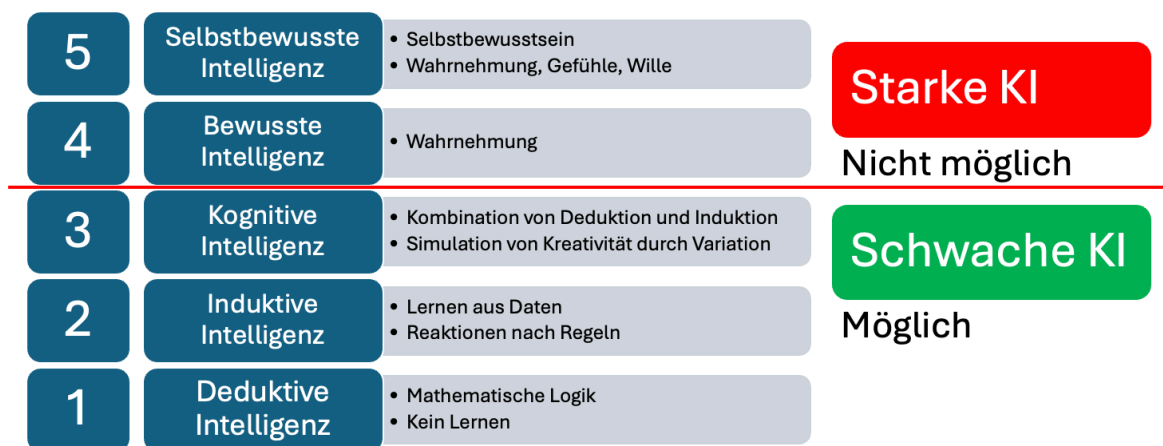 5
Selbstbewusste
Intelligenz
• Selbstbewusstsein
• Wahrnehmung, Gefühle, Wille
Starke KI
4
Bewusste
Intelligenz
• Wahrnehmung
Nicht möglich
3
Kognitive
Intelligenz
• Kombination von Deduktion und Induktion
• Simulation von Kreativität durch Variation
Schwache KI
2
Induktive
Intelligenz
• Lernen aus Daten
• Reaktionen nach Regeln
Möglich
1
Deduktive
Intelligenz
• Mathematische Logik
• Kein Lernen